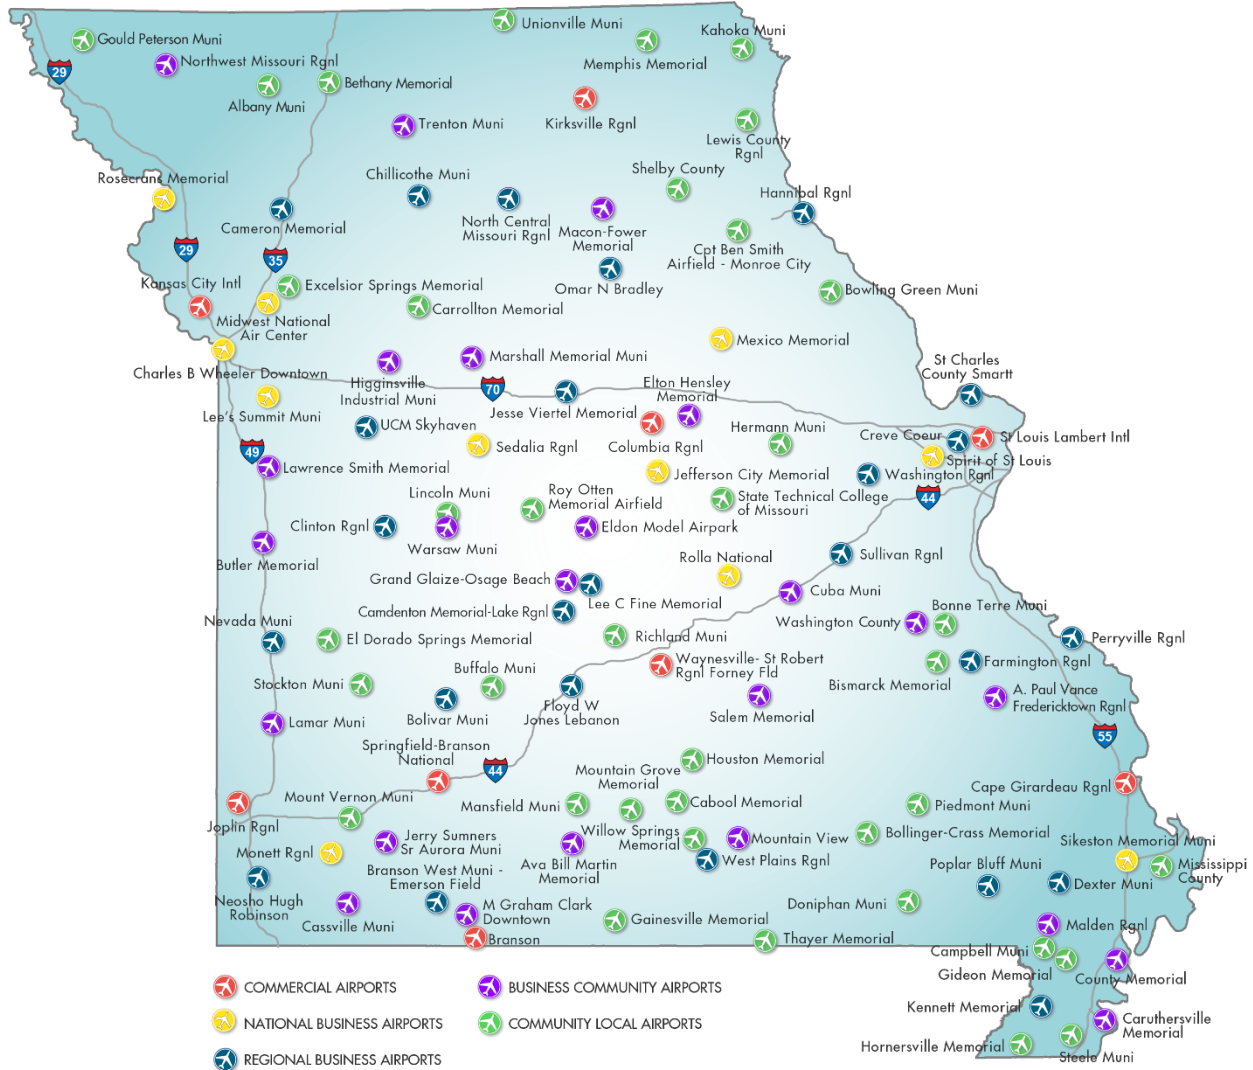 Unionville Muni
Kahoka Muni
Gould Peterson Muni
Northwest Missouri Rgnl
Memphis Memorial
29
Bethany Memorial
Albany Muni
Trenton Muni
Kirksville Rgnl
Lewis County
Rgnl
Shelby County
Chillicothe Muni
Rosecrans Memorial
Hannibal Rgnl
North Central
Missouri Rgnl
Cameron Memorial
Macon-Fower
Memorial
29
35
Cpt Ben Smith
Airfield - Monroe City
Kansas City Intl
Excelsior Springs Memorial
Omar N Bradley
Bowling Green Muni
Carrollton Memorial
Midwest National
Air Center
Mexico Memorial
Charles B Wheeler Downtown
Marshall Memorial Muni
St Charles
County Smartt
Higginsville
Industrial Muni
70
Elton Hensley
Memorial
Lee's Summit Muni
Jesse Viertel Memorial
UCM Skyhaven
Sedalia Rgnl
Columbia Rgnl
Hermann Muni
Creve Coeur
St Louis Lambert Intl
49
Lawrence Smith Memorial
Spirit of St Louis
Jefferson City Memorial
Washington Rgnl
44
Lincoln Muni
Roy Otten
Memorial Airfield
State Technical College
of Missouri
Clinton Rgnl
Warsaw Muni
Eldon Model Airpark
Butler Memorial
Rolla National
Sullivan Rgnl
Grand Glaize-Osage Beach
Lee C Fine Memorial
Cuba Muni
Camdenton Memorial-Lake Rgnl
Bonne Terre Muni
Nevada Muni
Washington County
El Dorado Springs Memorial
Richland Muni
Perryville Rgnl
Waynesville- St Robert
Rgnl Forney Fld
Farmington Rgnl
Buffalo Muni
Stockton Muni
Bismarck Memorial
A. Paul Vance
Fredericktown Rgnl
Bolivar Muni
Floyd W
Jones Lebanon
Salem Memorial
Lamar Muni
55
Springfield-Branson
National
44
Houston Memorial
Mountain Grove
Memorial
Cape Girardeau Rgnl
Mount Vernon Muni
Mansfield Muni
Cabool Memorial
Piedmont Muni
Joplin Rgnl
Jerry Sumners
Sr Aurora Muni
Willow Springs
Memorial
Mountain View
Bollinger-Crass Memorial
Sikeston Memorial Muni
Monett Rgnl
Ava Bill Martin
Memorial
West Plains Rgnl
Poplar Bluff Muni
Mississippi
County
Branson West Muni -
Emerson Field
Dexter Muni
Neosho Hugh
Robinson
Cassville Muni
M Graham Clark
Downtown
Gainesville Memorial
Doniphan Muni
Malden Rgnl
Branson
Thayer Memorial
Campbell Muni
Gideon Memorial
County Memorial
Kennett Memorial
Caruthersville
Memorial
Hornersville Memorial
Steele Muni
COMMERCIAL AIRPORTS
BUSINESS COMMUNITY AIRPORTS
NATIONAL BUSINESS AIRPORTS
COMMUNITY LOCAL AIRPORTS
REGIONAL BUSINESS AIRPORTS